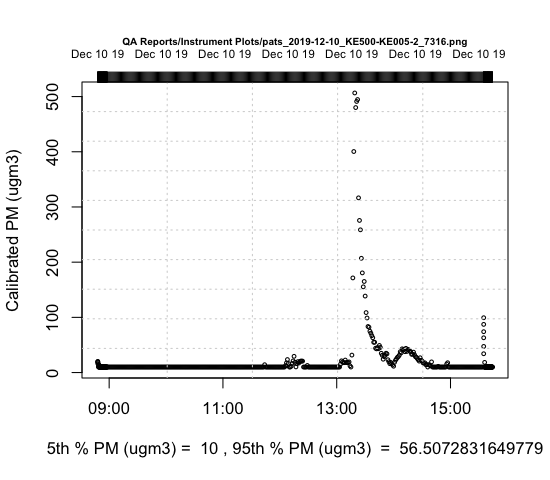 QA Reports/Instrument Plots/pats_2019-12-10_KE500-KE005-2_7316.png
Dec 10 19 Dec 10 19 Dec 10 19 Dec 10 19 Dec 10 19 Dec 10 19 Dec 10 19
500
400
300
200
100
0
Calibrated PM (ugm3)
09:00 11:00 13:00 15:00
5th % PM (ugm3) = 10 , 95th % PM (ugm3) = 56.5072831649779